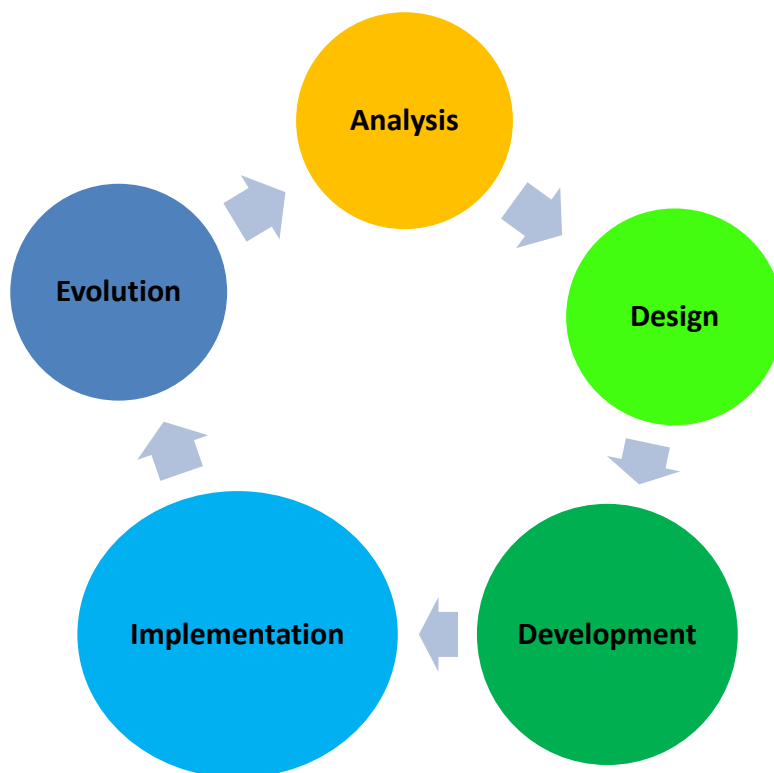 Analysis
Design
Development
Implementation
Evolution